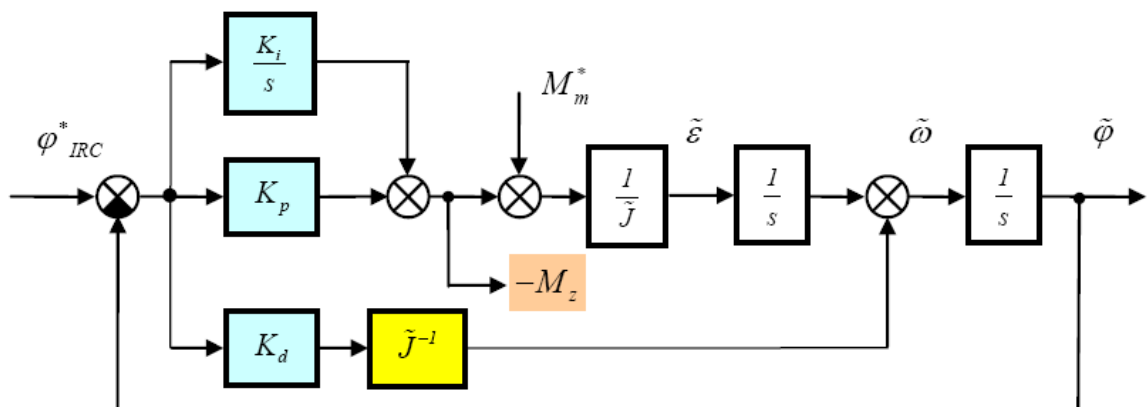 K_i / s
M_m^*
φ^*_IRC
ε̃
ω̃
φ̃
K_p
1 / J̃
1 / s
1 / s
-M_z
K_d
J̃^-1